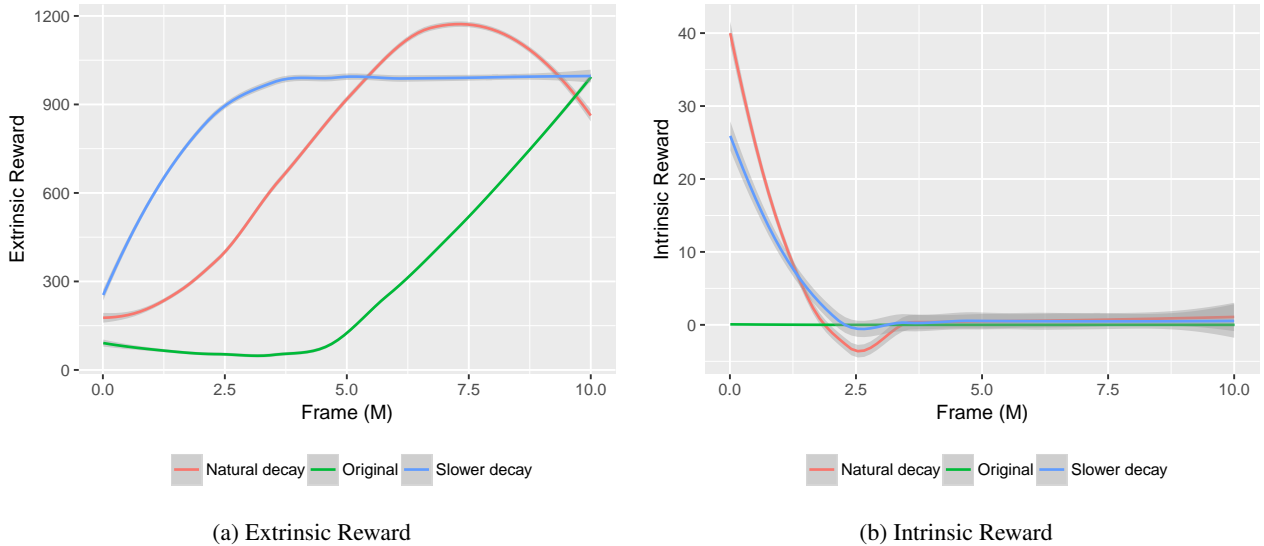 1200
900
600
300
0
Extrinsic Reward
0.0 2.5 5.0 7.5 10.0
Frame (M)
Natural decay Original Slower decay
(a) Extrinsic Reward
40
30
20
10
0
Intrinsic Reward
0.0 2.5 5.0 7.5 10.0
Frame (M)
Natural decay Original Slower decay
(b) Intrinsic Reward